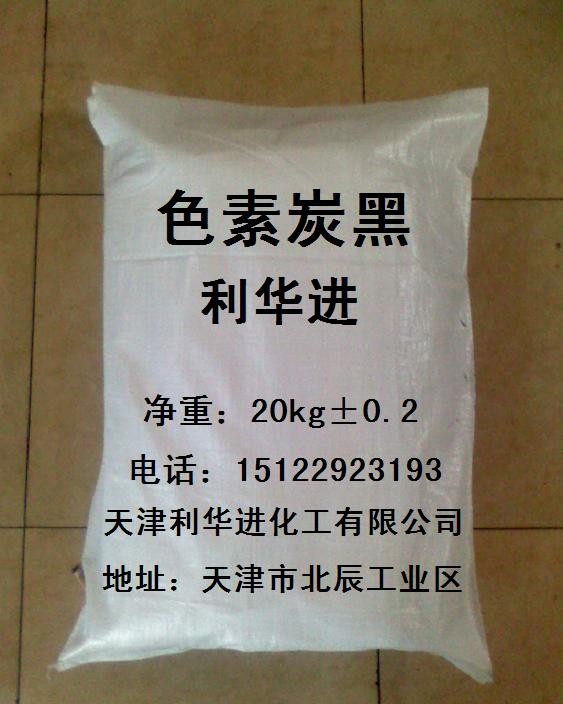 色素炭黑
利华进
净重：20kg±0.2
电话：15122923193
天津利华进化工有限公司
地址：天津市北辰工业区